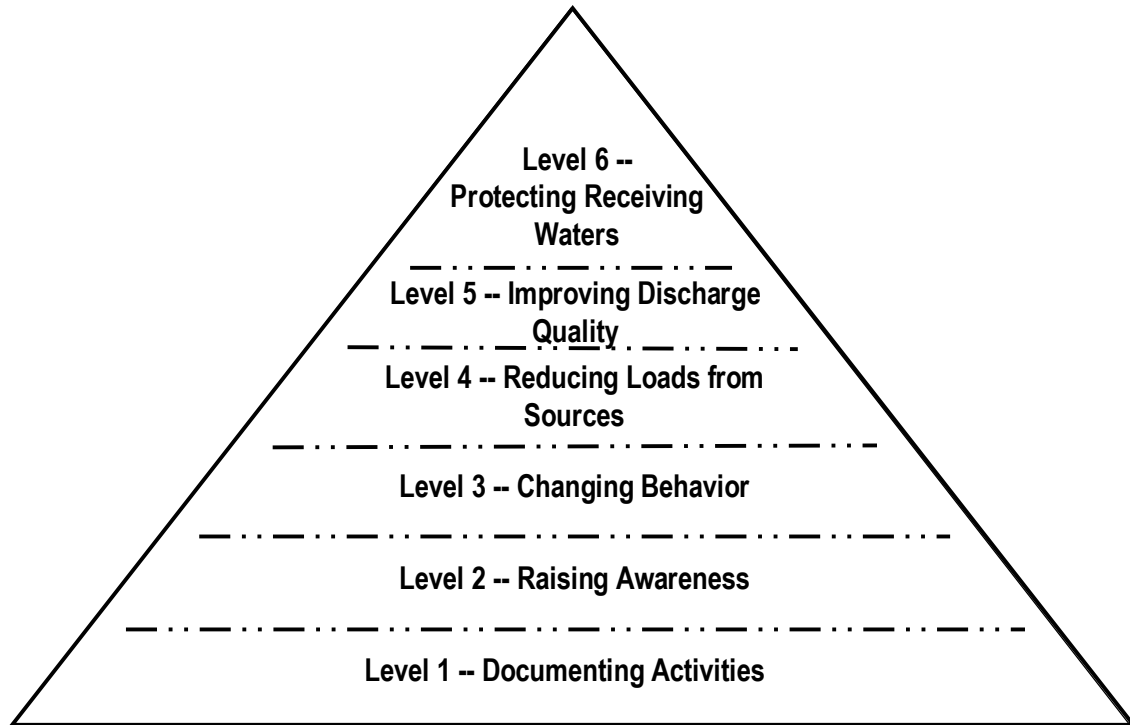 Level 6 --
Protecting Receiving
Waters
Level 5 -- Improving Discharge
Quality
Level 4 -- Reducing Loads from
Sources
Level 3 -- Changing Behavior
Level 2 -- Raising Awareness
Level 1 -- Documenting Activities